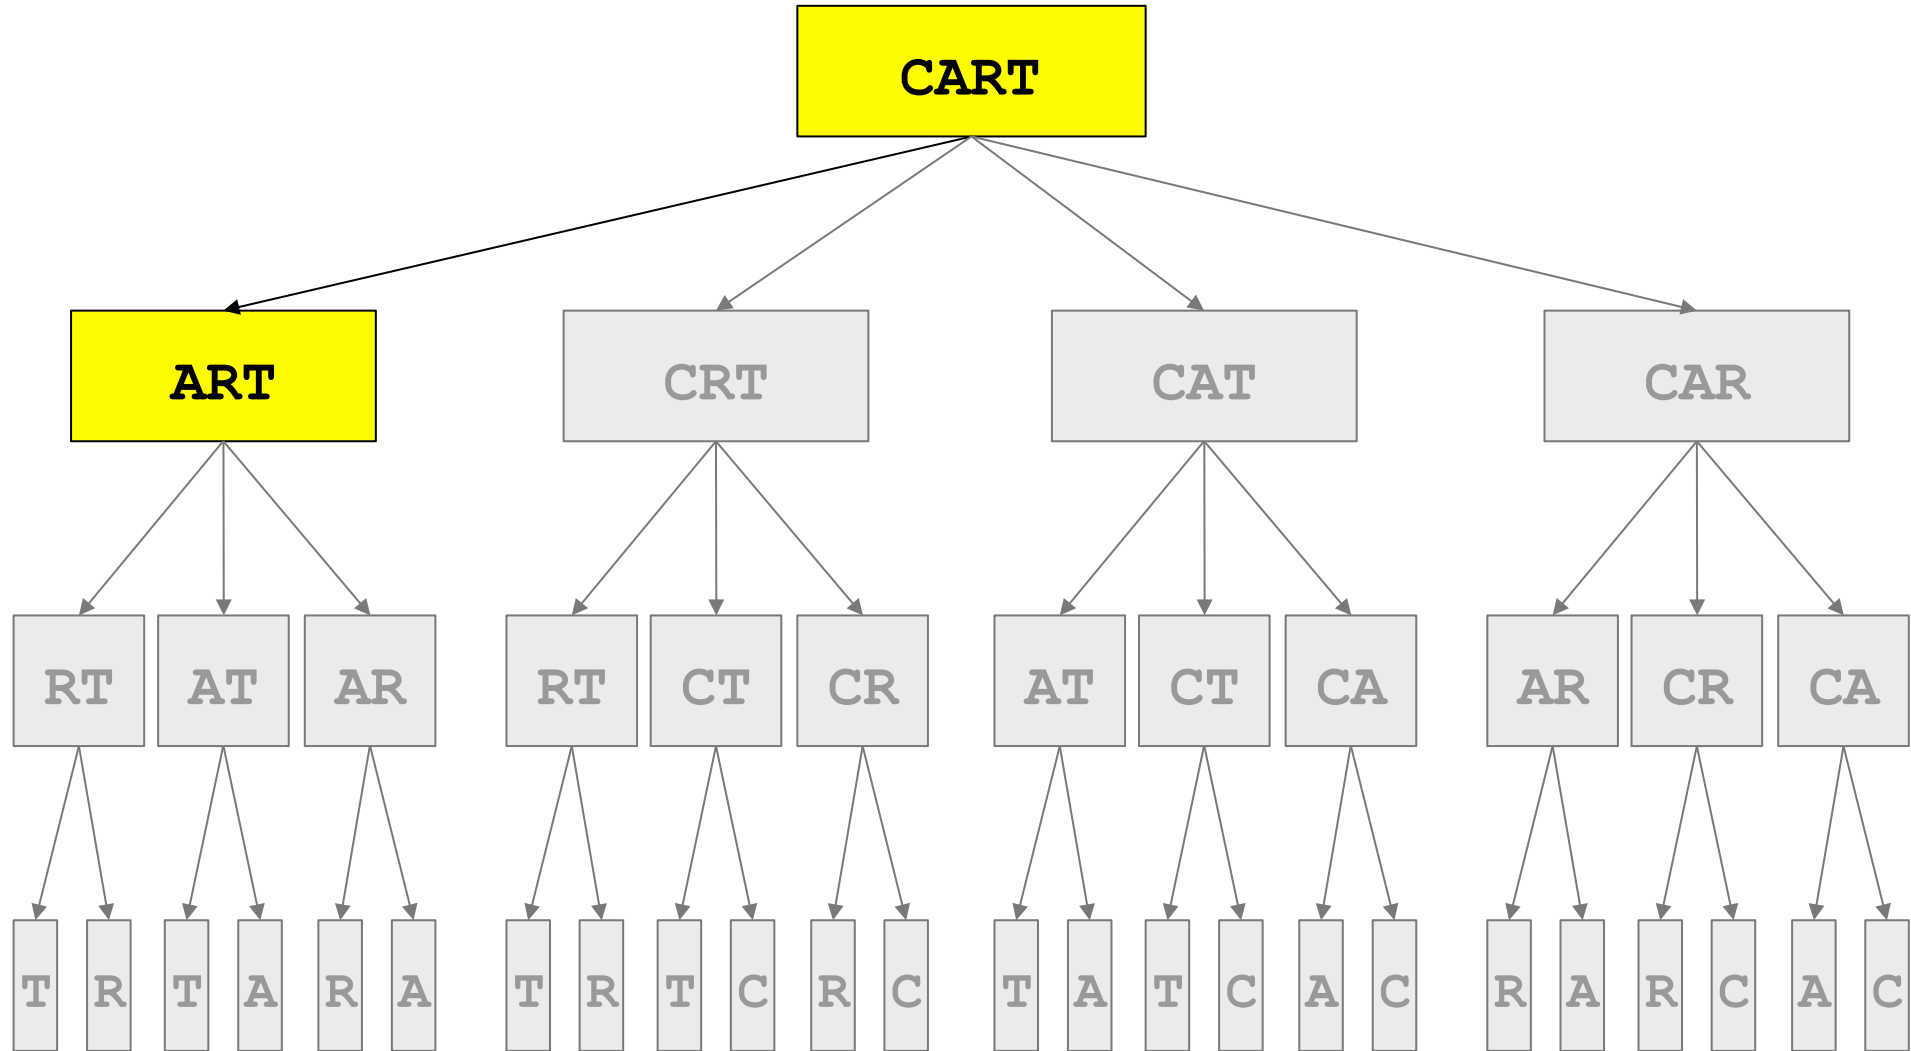 CART
ART CRT CAT CAR
RT AT AR RT CT CR AT CT CA AR CR CA
T R T A R A T R T C R C T A T C A C R A R C A C